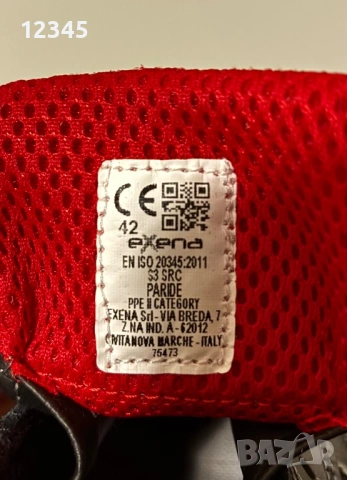 12345
CE
42
exena
EN ISO 20345:2011
S3 SRC
PARIDE
PPE II CATEGORY
EXENA Srl - VIA BREDA, 7
Z.NA IND. A - 62012
CIVITANOVA MARCHE - ITALY
75473
BAZAR